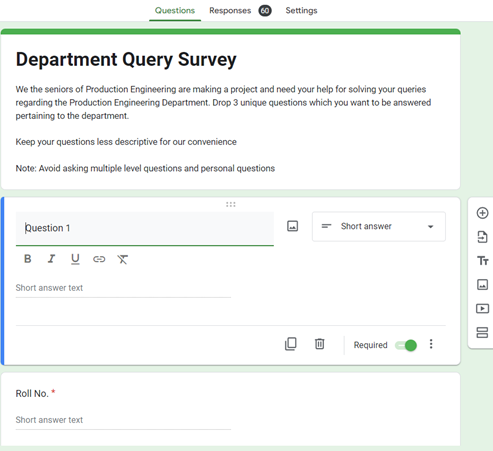 Questions Responses 60 Settings
Department Query Survey
We the seniors of Production Engineering are making a project and need your help for solving your queries
regarding the Production Engineering Department. Drop 3 unique questions which you want to be answered
pertaining to the department.
Keep your questions less descriptive for our convenience
Note: Avoid asking multiple level questions and personal questions
Question 1
Short answer
B I U
Short answer text
Required
Roll No. *
Short answer text